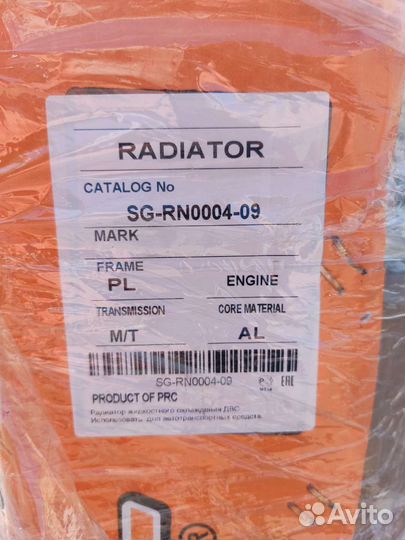 RADIATOR
CATALOG No
SG-RN0004-09
MARK
FRAME
PL
ENGINE
TRANSMISSION
CORE MATERIAL
M/T
AL
SG-RN0004-09
EAC
PRODUCT OF PRC
Радиатор жидкостного охлаждения ДВС.
Использовать для автотранспортных средств.
Avito